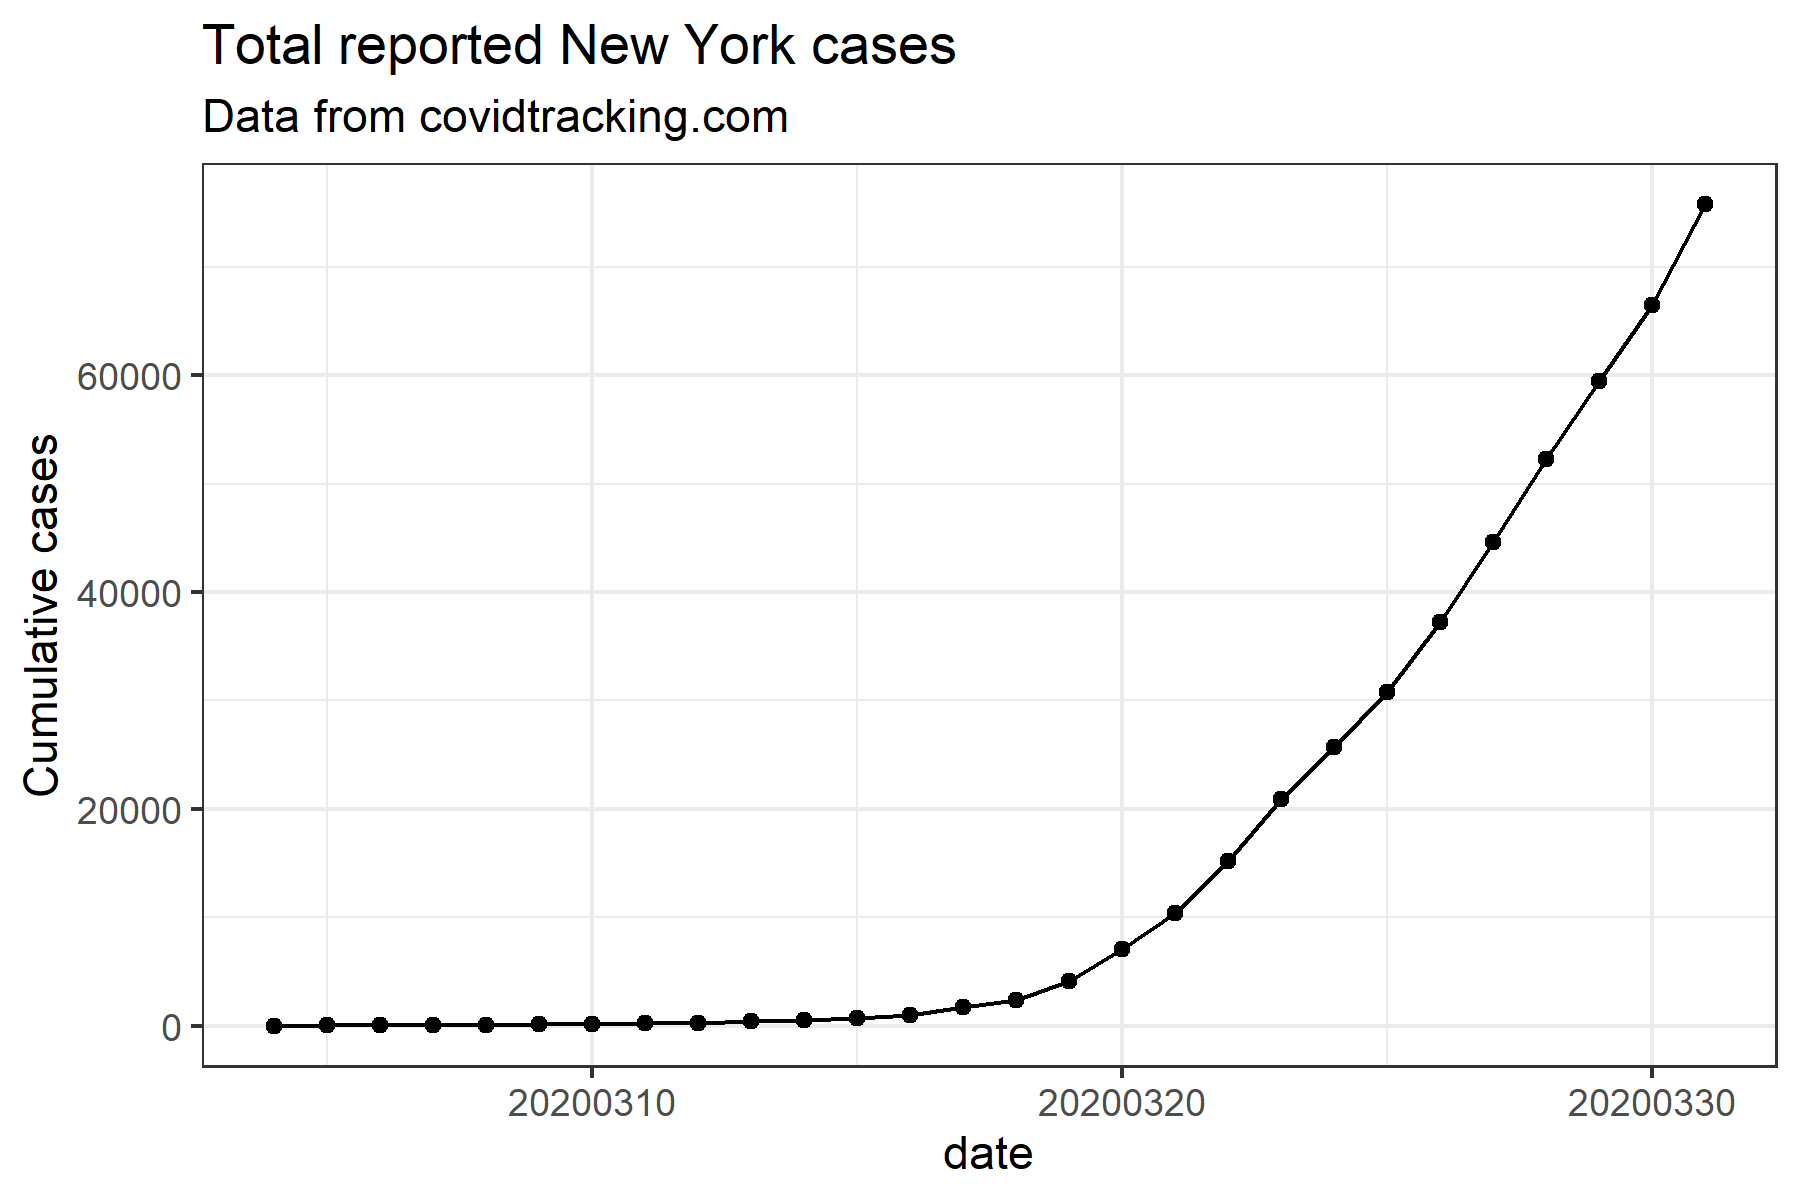 Total reported New York cases
Data from covidtracking.com
Cumulative cases
60000
40000
20000
0
20200310 20200320 20200330
date